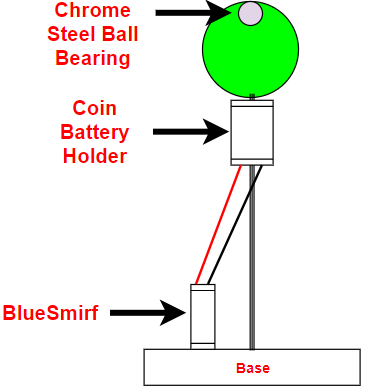 Chrome
Steel Ball
Bearing
Coin
Battery
Holder
BlueSmirf
Base